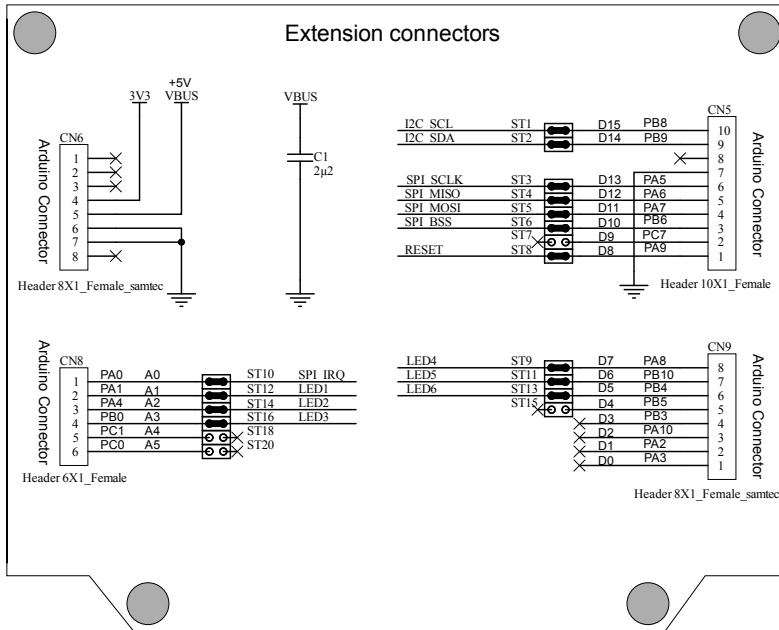 Extension connectors
3V3
+5V
VBUS
CN6
1
2
3
4
5
6
7
8
Arduino Connector
Header 8X1_Female_samtec
VBUS
C1
2µ2
CN5
I2C_SCL ST1 D15 PB8 10
I2C_SDA ST2 D14 PB9 9
8
7
SPI_SCLK ST3 D13 PA5 6
SPI_MISO ST4 D12 PA6 5
SPI_MOSI ST5 D11 PA7 4
SPI_BSS ST6 D10 PB6 3
ST7 D9 PC7 2
RESET ST8 D8 PA9 1
Arduino Connector
Header 10X1_Female
CN8
1 PA0 A0 ST10 SPI_IRQ
2 PA1 A1 ST12 LED1
3 PA4 A2 ST14 LED2
4 PB0 A3 ST16 LED3
5 PC1 A4 ST18
6 PC0 A5 ST20
Arduino Connector
Header 6X1_Female
CN9
LED4 ST9 D7 PA8 8
LED5 ST11 D6 PB10 7
LED6 ST13 D5 PB4 6
ST15 D4 PB5 5
D3 PB3 4
D2 PA10 3
D1 PA2 2
D0 PA3 1
Arduino Connector
Header 8X1_Female_samtec